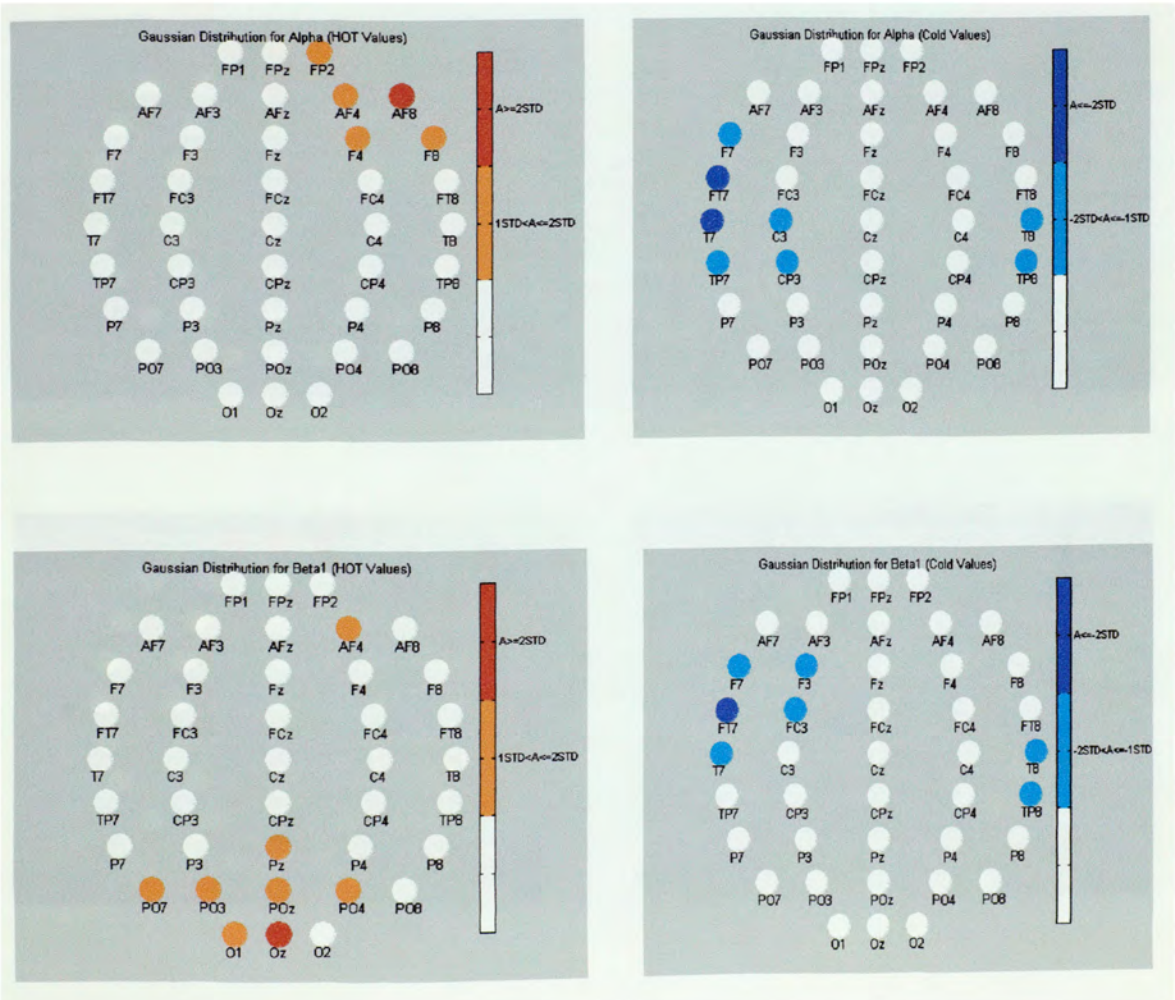 Gaussian Distribution for Alpha (HOT Values)
FP1 FPz FP2
AF7 AF3 AFz AF4 AF8
F7 F3 Fz F4 F8
FT7 FC3 FCz FC4 FT8
T7 C3 Cz C4 T8
TP7 CP3 CPz CP4 TP8
P7 P3 Pz P4 P8
PO7 PO3 POz PO4 PO8
O1 Oz O2
A>=2STD
1STD<A<=2STD
Gaussian Distribution for Alpha (Cold Values)
FP1 FPz FP2
AF7 AF3 AFz AF4 AF8
F7 F3 Fz F4 F8
FT7 FC3 FCz FC4 FT8
T7 C3 Cz C4 T8
TP7 CP3 CPz CP4 TP8
P7 P3 Pz P4 P8
PO7 PO3 POz PO4 PO8
O1 Oz O2
A<=-2STD
-2STD<A<=-1STD
Gaussian Distribution for Beta1 (HOT Values)
FP1 FPz FP2
AF7 AF3 AFz AF4 AF8
F7 F3 Fz F4 F8
FT7 FC3 FCz FC4 FT8
T7 C3 Cz C4 T8
TP7 CP3 CPz CP4 TP8
P7 P3 Pz P4 P8
PO7 PO3 POz PO4 PO8
O1 Oz O2
A>=2STD
1STD<A<=2STD
Gaussian Distribution for Beta1 (Cold Values)
FP1 FPz FP2
AF7 AF3 AFz AF4 AF8
F7 F3 Fz F4 F8
FT7 FC3 FCz FC4 FT8
T7 C3 Cz C4 T8
TP7 CP3 CPz CP4 TP8
P7 P3 Pz P4 P8
PO7 PO3 POz PO4 PO8
O1 Oz O2
A<=-2STD
-2STD<A<=-1STD